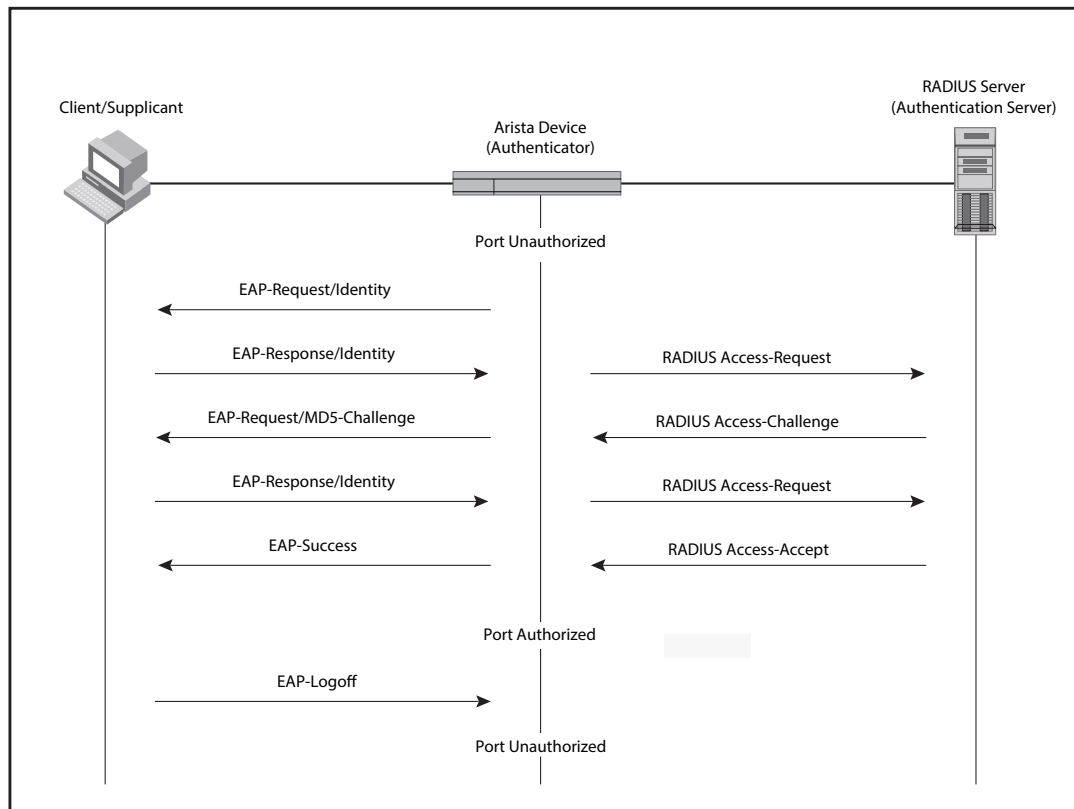 Client/Supplicant
Arista Device
(Authenticator)
RADIUS Server
(Authentication Server)
Port Unauthorized
EAP-Request/Identity
EAP-Response/Identity
RADIUS Access-Request
EAP-Request/MD5-Challenge
RADIUS Access-Challenge
EAP-Response/Identity
RADIUS Access-Request
EAP-Success
RADIUS Access-Accept
Port Authorized
EAP-Logoff
Port Unauthorized